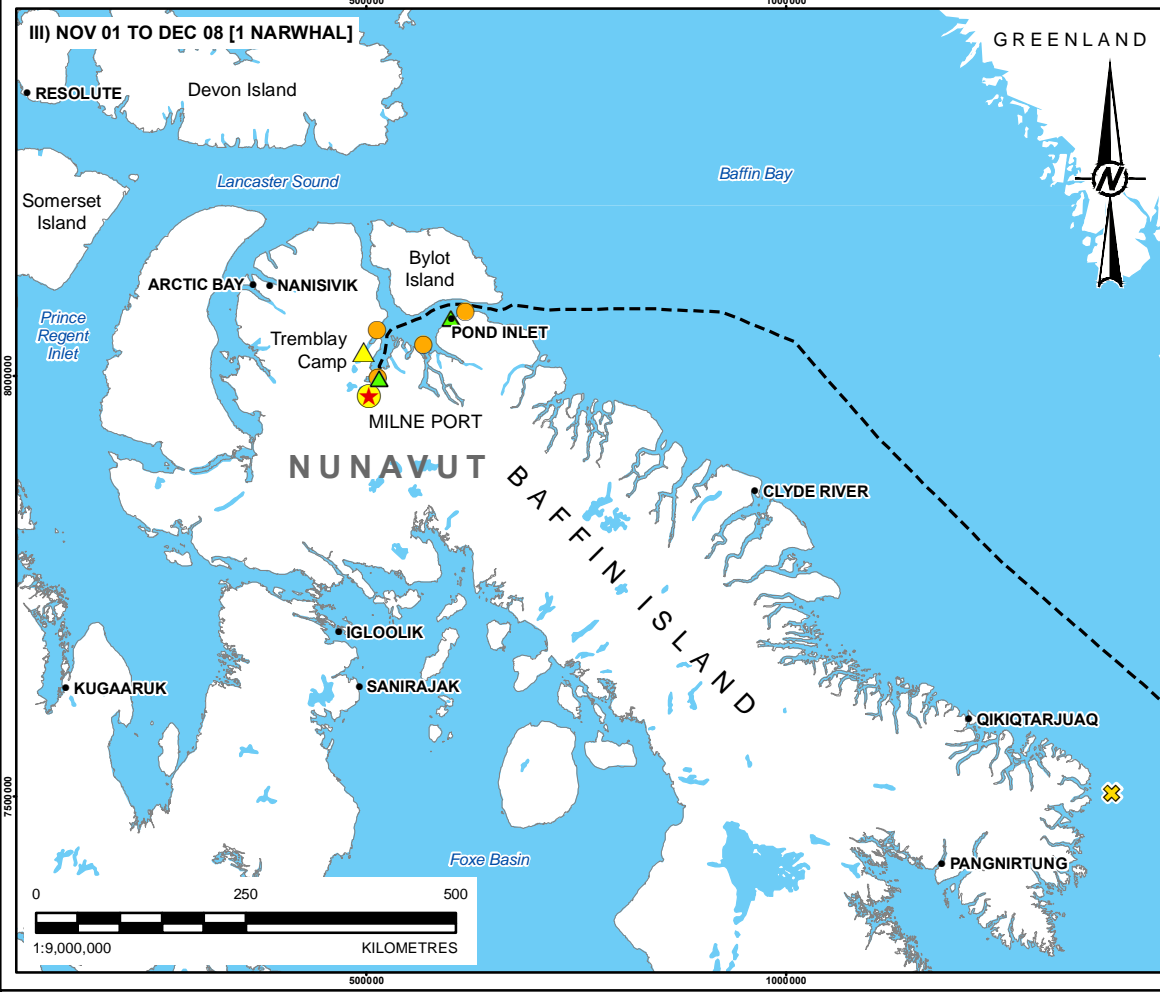 500000
1000000
III) NOV 01 TO DEC 08 [1 NARWHAL]
GREENLAND
RESOLUTE
Devon Island
N
Lancaster Sound
Baffin Bay
Somerset
Island
Bylot
Island
ARCTIC BAY
NANISIVIK
Prince
Regent
Inlet
Tremblay
Camp
POND INLET
8000000
MILNE PORT
NUNAVUT
BAFFIN ISLAND
CLYDE RIVER
IGLOOLIK
KUGAARUK
SANIRAJAK
QIKIQTARJUAQ
7500000
Foxe Basin
PANGNIRTUNG
0 250 500
1:9,000,000 KILOMETRES
500000
1000000